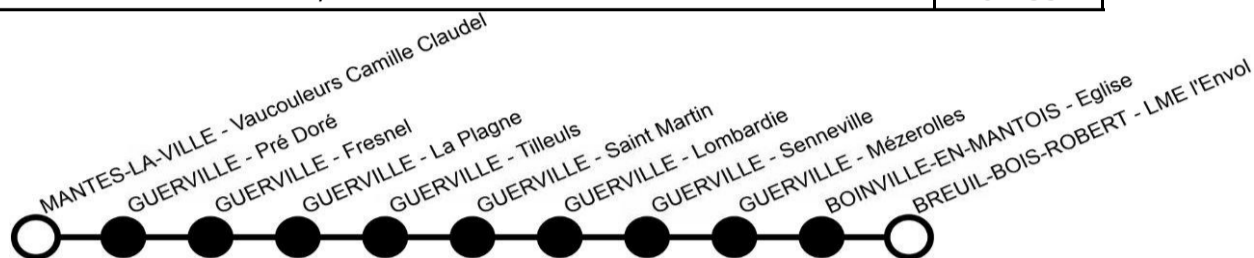 MANTES-LA-VILLE - Vaucouleurs Camille Claudel
GUERVILLE - Pré Doré
GUERVILLE - Fresnel
GUERVILLE - La Plagne
GUERVILLE - Tilleuls
GUERVILLE - Saint Martin
GUERVILLE - Lombardie
GUERVILLE - Senneville
GUERVILLE - Mézerolles
BOINVILLE-EN-MANTOIS - Eglise
BREUIL-BOIS-ROBERT - LME l'Envol